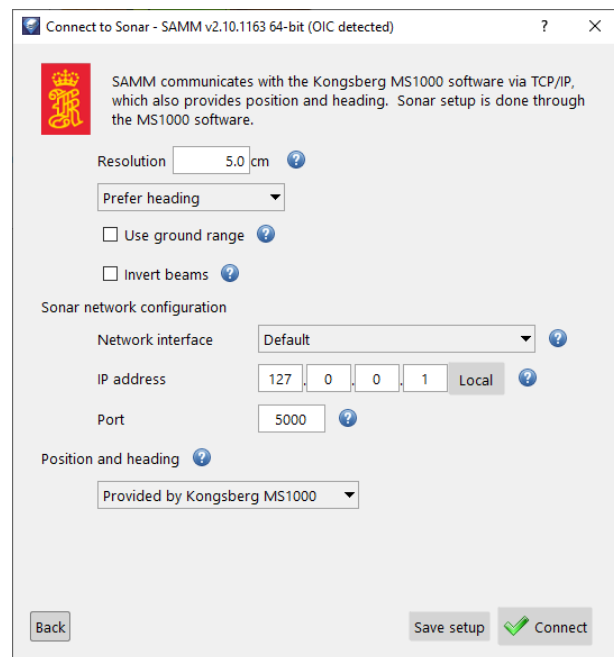 Connect to Sonar - SAMM v2.10.1163 64-bit (OIC detected) ?
SAMM communicates with the Kongsberg MS1000 software via TCP/IP,
which also provides position and heading. Sonar setup is done through
the MS1000 software.
Resolution 5.0 cm ?
Prefer heading
Use ground range ?
Invert beams ?
Sonar network configuration
Network interface Default ?
IP address 127 . 0 . 0 . 1 Local ?
Port 5000 ?
Position and heading ?
Provided by Kongsberg MS1000
Back Save setup Connect